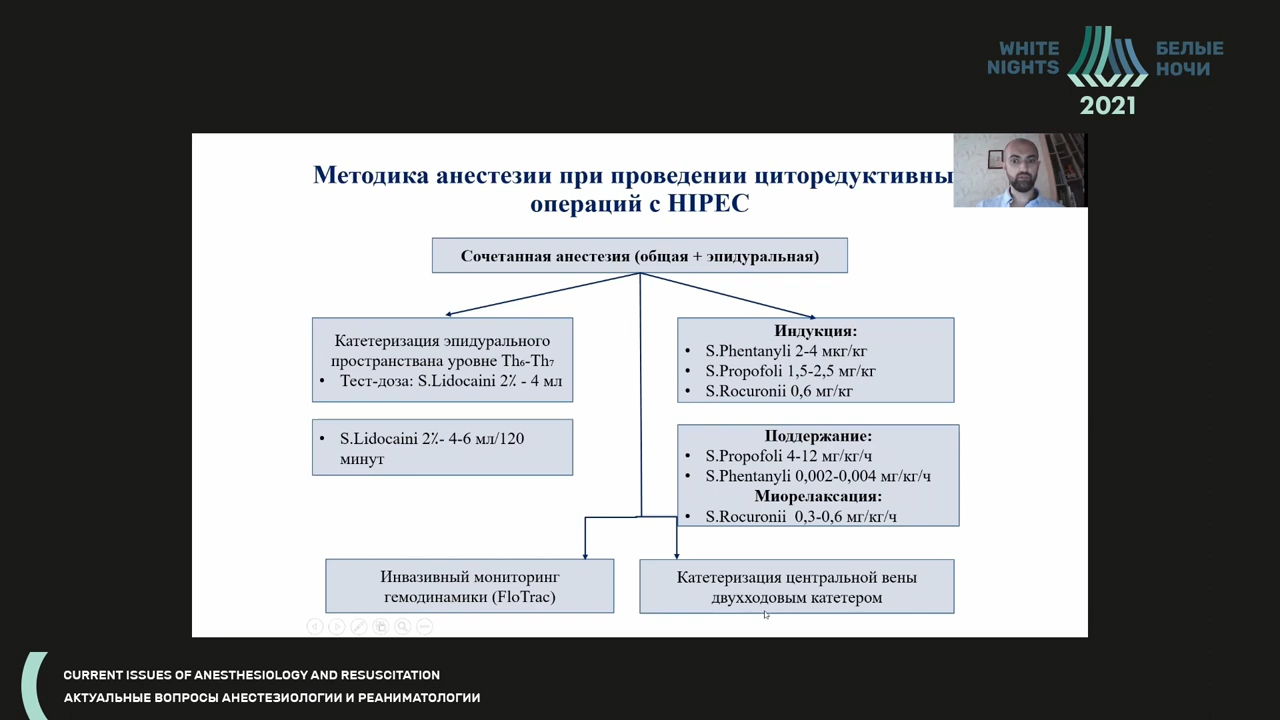 WHITE
NIGHTS
БЕЛЫЕ
НОЧИ
2021
Методика анестезии при проведении циторедуктивны
операций с HIPEC
Сочетанная анестезия (общая + эпидуральная)
Катетеризация эпидурального
пространствана уровне Th₆-Th₇
• Тест-доза: S.Lidocaini 2% - 4 мл
• S.Lidocaini 2%- 4-6 мл/120
минут
Индукция:
• S.Phentanyli 2-4 мкг/кг
• S.Propofoli 1,5-2,5 мг/кг
• S.Rocuronii 0,6 мг/кг
Поддержание:
• S.Propofoli 4-12 мг/кг/ч
• S.Phentanyli 0,002-0,004 мг/кг/ч
Миорелаксация:
• S.Rocuronii 0,3-0,6 мг/кг/ч
Инвазивный мониторинг
гемодинамики (FloTrac)
Катетеризация центральной вены
двухходовым катетером
CURRENT ISSUES OF ANESTHESIOLOGY AND RESUSCITATION
АКТУАЛЬНЫЕ ВОПРОСЫ АНЕСТЕЗИОЛОГИИ И РЕАНИМАТОЛОГИИ